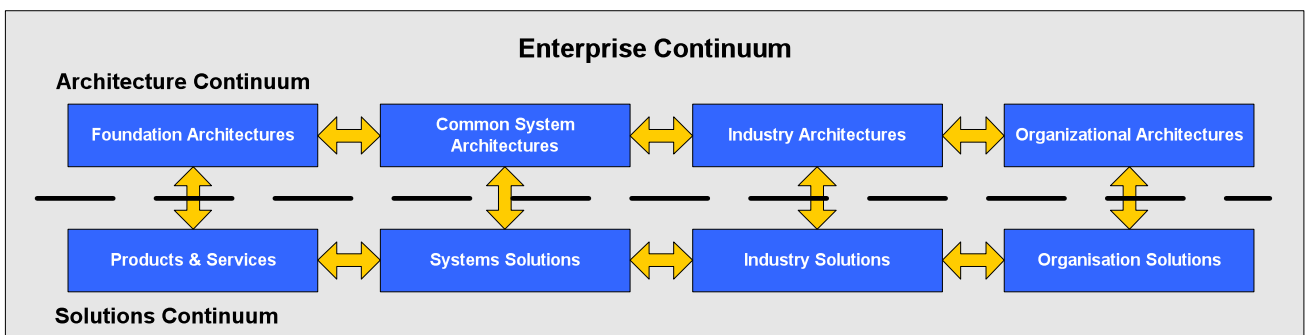 Enterprise Continuum
Architecture Continuum
Foundation Architectures
Common System
Architectures
Industry Architectures
Organizational Architectures
Products & Services
Systems Solutions
Industry Solutions
Organisation Solutions
Solutions Continuum